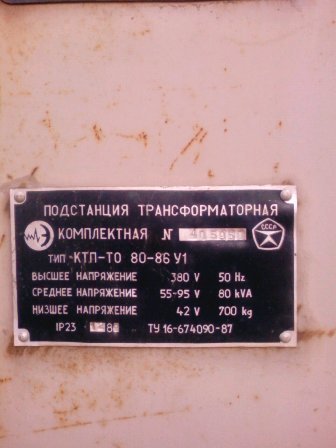 ПОДСТАНЦИЯ ТРАНСФОРМАТОРНАЯ
КОМПЛЕКТНАЯ N
СССР
ТИП КТП-ТО 80-86 У1
ВЫСШЕЕ НАПРЯЖЕНИЕ 380 V 50 Hz
СРЕДНЕЕ НАПРЯЖЕНИЕ 55-95 V 80 kVA
НИЗШЕЕ НАПРЯЖЕНИЕ 42 V 700 kg
IP23 ТУ 16-674090-87